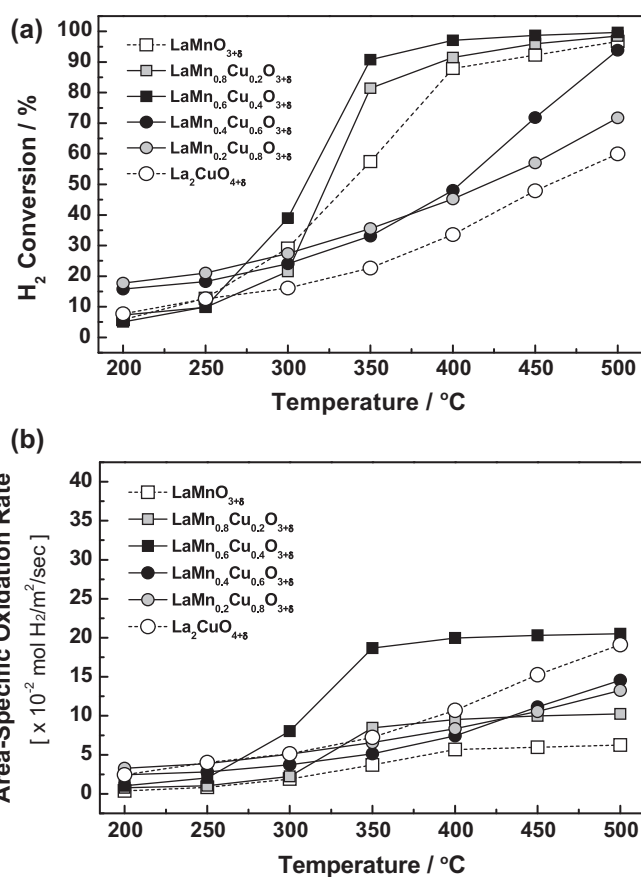 (a)
LaMnO3+δ
LaMn0.8Cu0.2O3+δ
LaMn0.6Cu0.4O3+δ
LaMn0.4Cu0.6O3+δ
LaMn0.2Cu0.8O3+δ
La2CuO4+δ
H2 Conversion / %
100
90
80
70
60
50
40
30
20
10
0
200 250 300 350 400 450 500
Temperature / °C
(b)
LaMnO3+δ
LaMn0.8Cu0.2O3+δ
LaMn0.6Cu0.4O3+δ
LaMn0.4Cu0.6O3+δ
LaMn0.2Cu0.8O3+δ
La2CuO4+δ
Area-Specific Oxidation Rate
[ x 10-2 mol H2/m2/sec ]
40
35
30
25
20
15
10
5
0
200 250 300 350 400 450 500
Temperature / °C